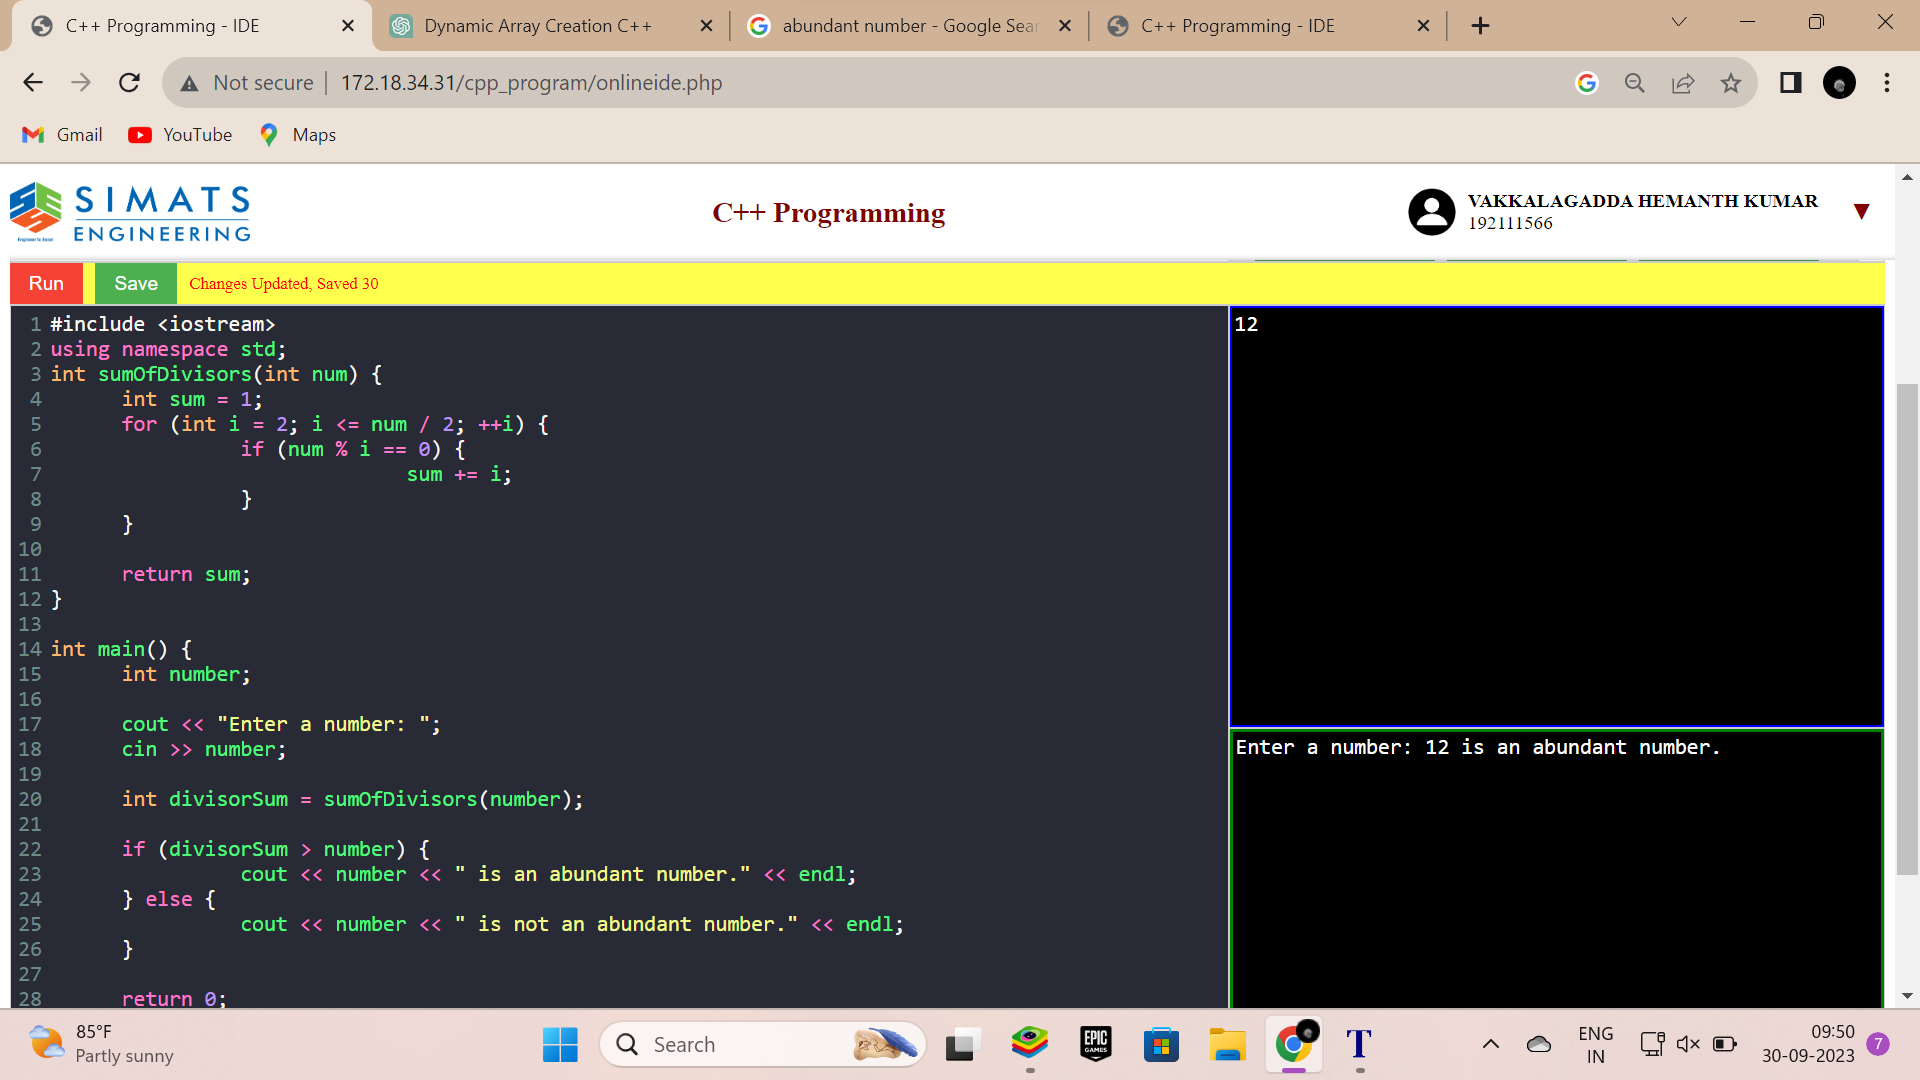 C++ Programming - IDE
Dynamic Array Creation C++
abundant number - Google Sear
C++ Programming - IDE
Not secure
172.18.34.31/cpp_program/onlineide.php
Gmail
YouTube
Maps
SIMATS
ENGINEERING
Engineer to Excel
C++ Programming
VAKKALAGADDA HEMANTH KUMAR
192111566
Run
Save
Changes Updated, Saved 30
1 #include <iostream>
2 using namespace std;
3 int sumOfDivisors(int num) {
4 int sum = 1;
5 for (int i = 2; i <= num / 2; ++i) {
6 if (num % i == 0) {
7 sum += i;
8 }
9 }
10
11 return sum;
12 }
13
14 int main() {
15 int number;
16
17 cout << "Enter a number: ";
18 cin >> number;
19
20 int divisorSum = sumOfDivisors(number);
21
22 if (divisorSum > number) {
23 cout << number << " is an abundant number." << endl;
24 } else {
25 cout << number << " is not an abundant number." << endl;
26 }
27
28 return 0;
12
Enter a number: 12 is an abundant number.
85°F
Partly sunny
Search
EPIC
GAMES
T
ENG
IN
09:50
30-09-2023
7